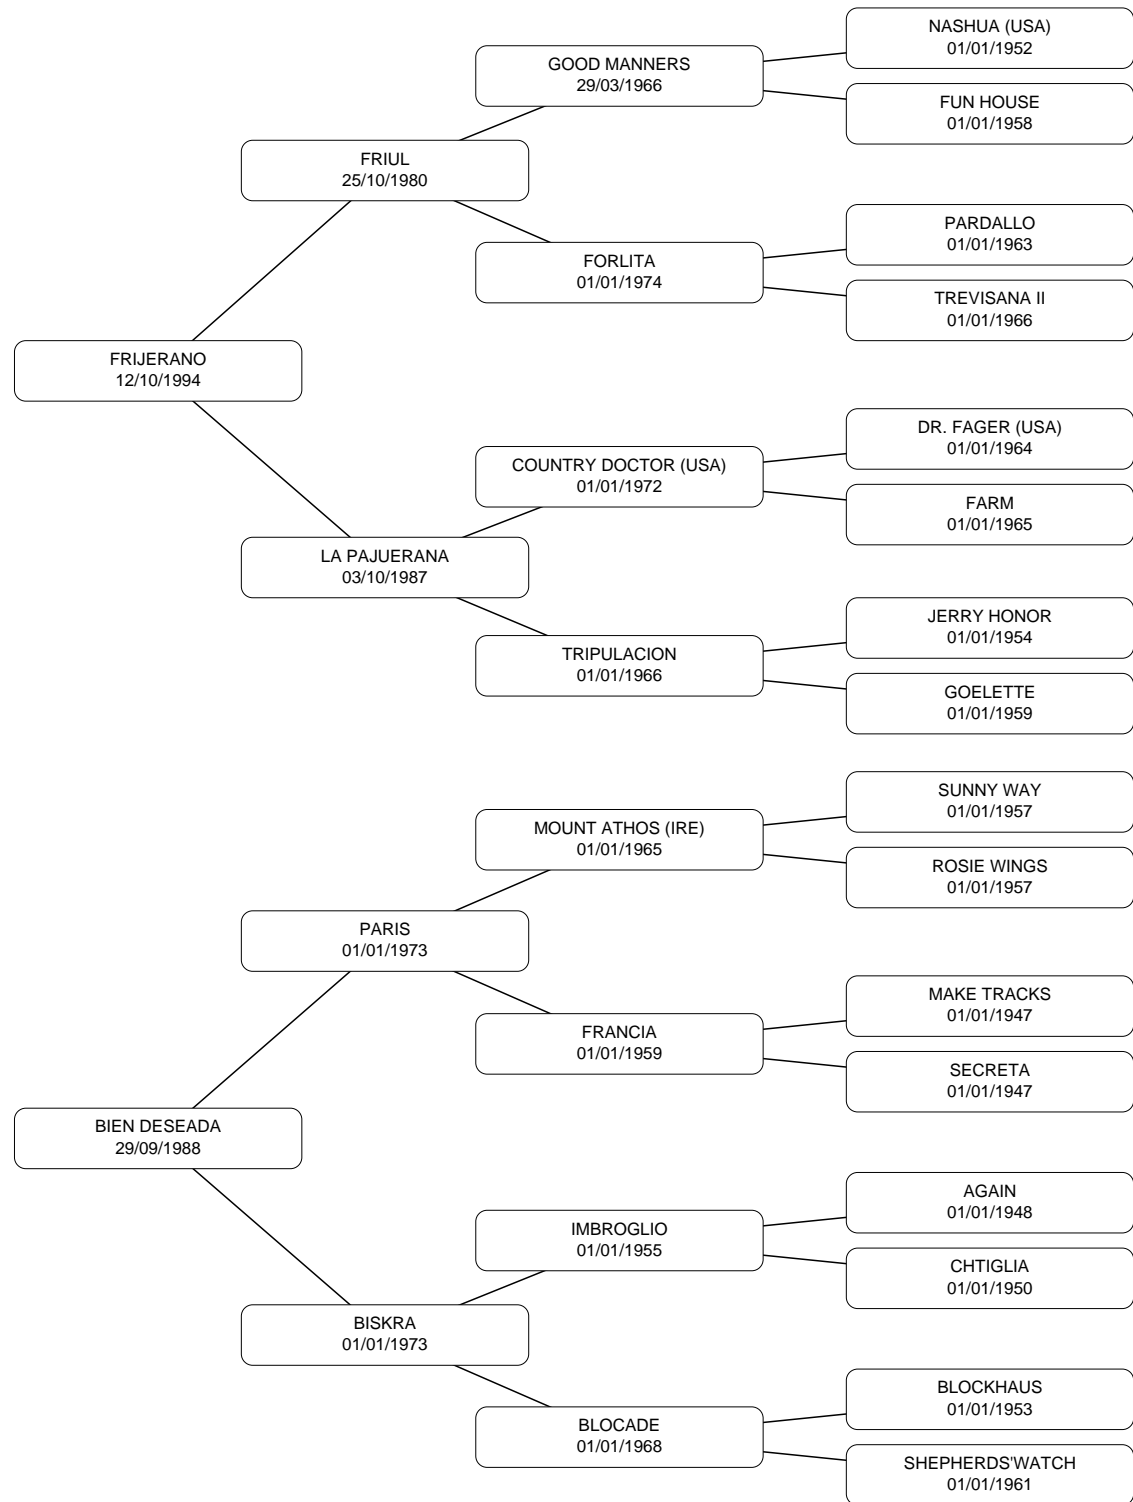 NASHUA (USA)
01/01/1952
GOOD MANNERS
29/03/1966
FUN HOUSE
01/01/1958
FRIUL
25/10/1980
PARDALLO
01/01/1963
FORLITA
01/01/1974
TREVISANA II
01/01/1966
FRIJERANO
12/10/1994
DR. FAGER (USA)
01/01/1964
COUNTRY DOCTOR (USA)
01/01/1972
FARM
01/01/1965
LA PAJUERANA
03/10/1987
JERRY HONOR
01/01/1954
TRIPULACION
01/01/1966
GOELETTE
01/01/1959
SUNNY WAY
01/01/1957
MOUNT ATHOS (IRE)
01/01/1965
ROSIE WINGS
01/01/1957
PARIS
01/01/1973
MAKE TRACKS
01/01/1947
FRANCIA
01/01/1959
SECRETA
01/01/1947
BIEN DESEADA
29/09/1988
AGAIN
01/01/1948
IMBROGLIO
01/01/1955
CHTIGLIA
01/01/1950
BISKRA
01/01/1973
BLOCKHAUS
01/01/1953
BLOCADE
01/01/1968
SHEPHERDS'WATCH
01/01/1961